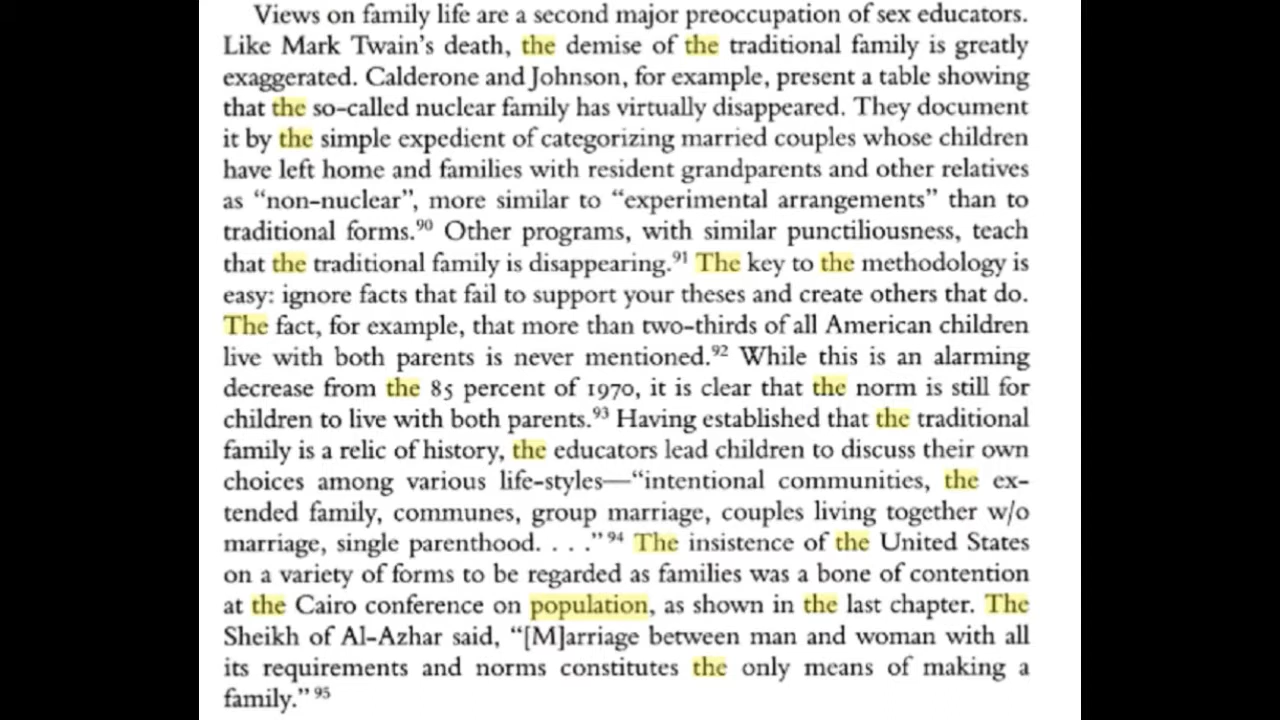 Views on family life are a second major preoccupation of sex educators.
Like Mark Twain's death, the demise of the traditional family is greatly
exaggerated. Calderone and Johnson, for example, present a table showing
that the so-called nuclear family has virtually disappeared. They document
it by the simple expedient of categorizing married couples whose children
have left home and families with resident grandparents and other relatives
as “non-nuclear”, more similar to “experimental arrangements” than to
traditional forms.⁹⁰ Other programs, with similar punctiliousness, teach
that the traditional family is disappearing.⁹¹ The key to the methodology is
easy: ignore facts that fail to support your theses and create others that do.
The fact, for example, that more than two-thirds of all American children
live with both parents is never mentioned.⁹² While this is an alarming
decrease from the 85 percent of 1970, it is clear that the norm is still for
children to live with both parents.⁹³ Having established that the traditional
family is a relic of history, the educators lead children to discuss their own
choices among various life-styles—“intentional communities, the ex-
tended family, communes, group marriage, couples living together w/o
marriage, single parenthood. . . .”⁹⁴ The insistence of the United States
on a variety of forms to be regarded as families was a bone of contention
at the Cairo conference on population, as shown in the last chapter. The
Sheikh of Al-Azhar said, “[M]arriage between man and woman with all
its requirements and norms constitutes the only means of making a
family.”⁹⁵